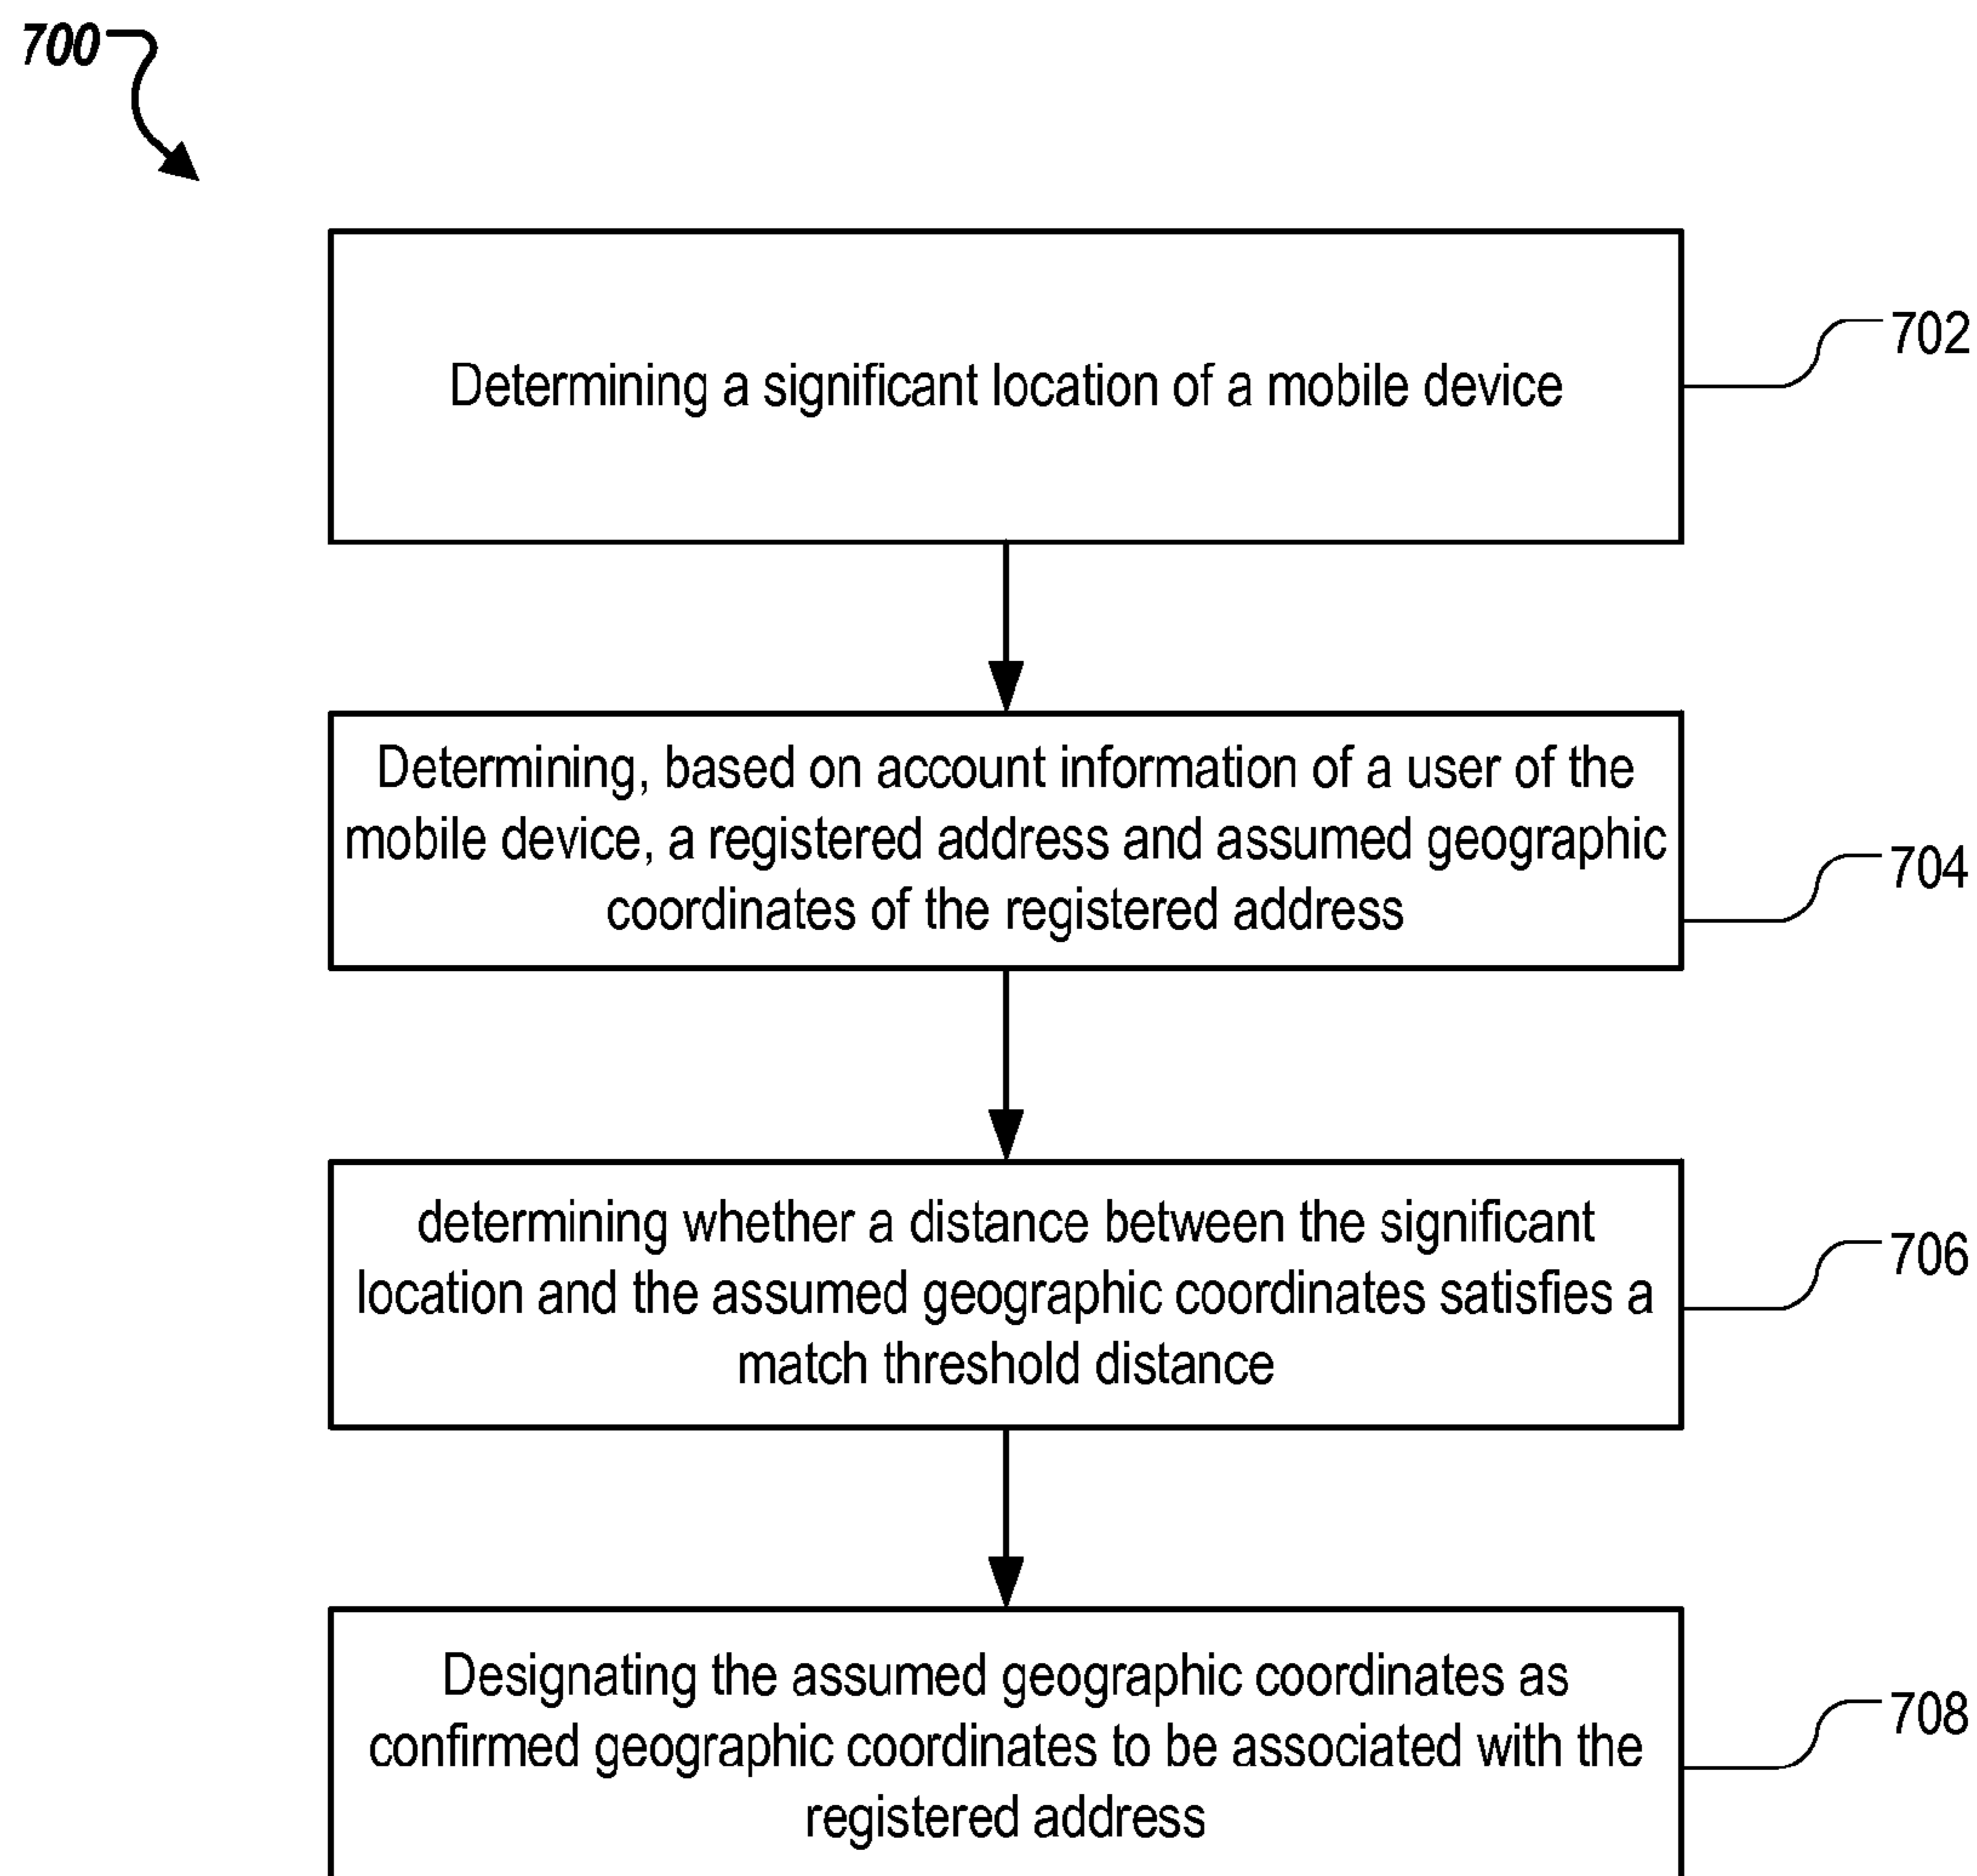 700
Determining a significant location of a mobile device
702
Determining, based on account information of a user of the
mobile device, a registered address and assumed geographic
coordinates of the registered address
704
determining whether a distance between the significant
location and the assumed geographic coordinates satisfies a
match threshold distance
706
Designating the assumed geographic coordinates as
confirmed geographic coordinates to be associated with the
registered address
708